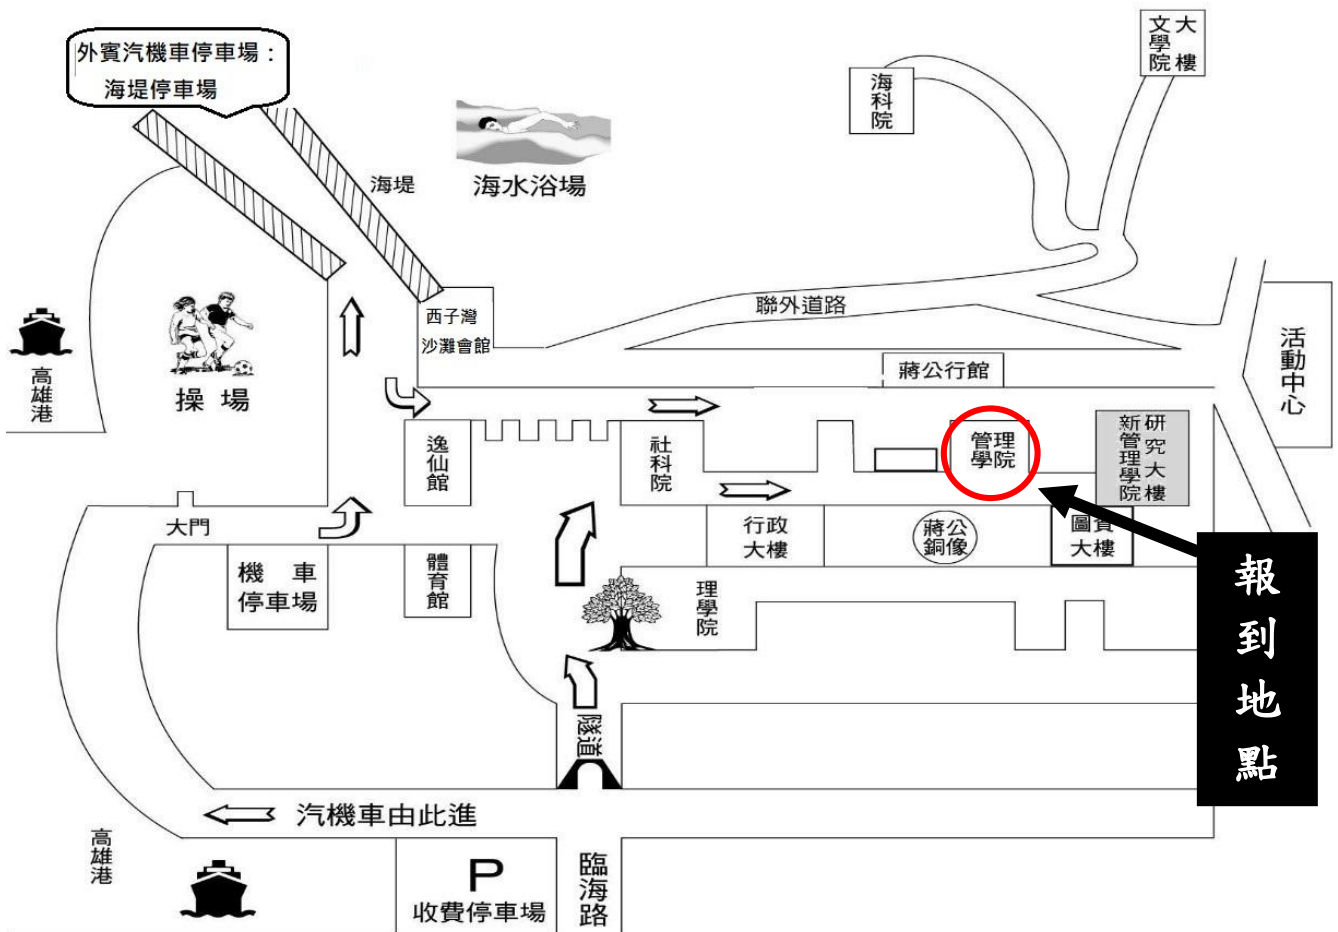 外賓汽機車停車場：
海堤停車場
文學院
大樓
海科院
海堤
海水浴場
聯外道路
西子灣
沙灘會館
活動中心
蔣公行館
高雄港
操場
逸仙館
社科院
管理
學院
新管理學院
研究大樓
大門
行政
大樓
蔣公
銅像
圖資
大樓
機車
停車場
體育館
理學院
報到地點
隧道
汽機車由此進
高雄港
P
收費停車場
臨海路